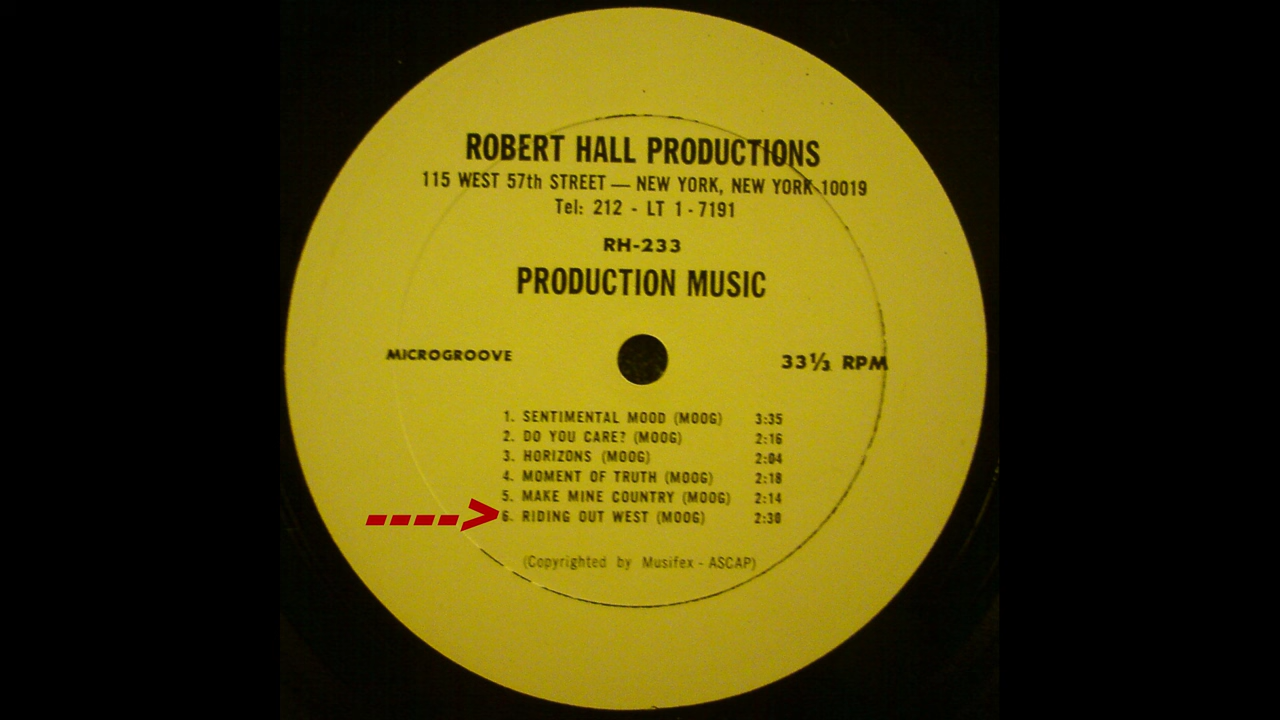 ROBERT HALL PRODUCTIONS
115 WEST 57th STREET — NEW YORK, NEW YORK 10019
Tel: 212 - LT 1 - 7191
RH-233
PRODUCTION MUSIC
MICROGROOVE
33⅓ RPM
1. SENTIMENTAL MOOD (MOOG) 3:35
2. DO YOU CARE? (MOOG) 2:16
3. HORIZONS (MOOG) 2:04
4. MOMENT OF TRUTH (MOOG) 2:18
5. MAKE MINE COUNTRY (MOOG) 2:14
6. RIDING OUT WEST (MOOG) 2:30
(Copyrighted by Musifex - ASCAP)